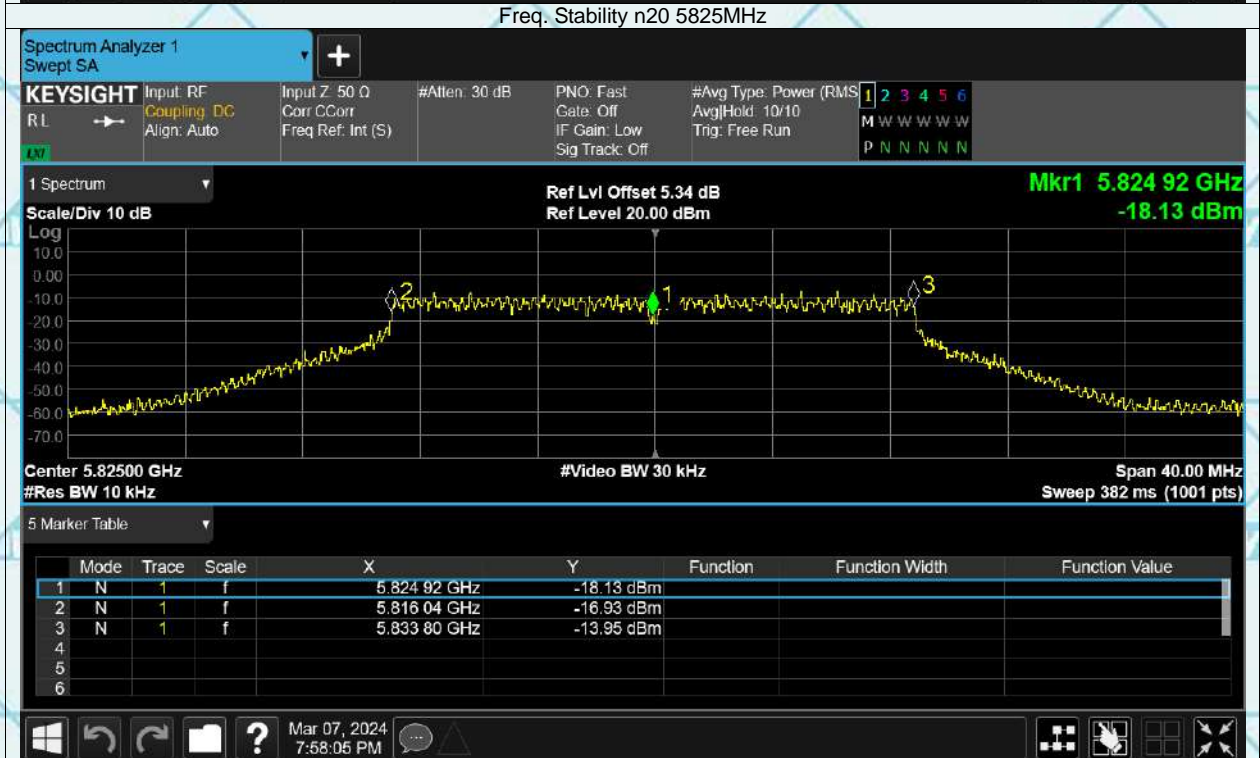 Freq. Stability n20 5825MHz
Spectrum Analyzer 1
Swept SA
KEYSIGHT Input: RF Input Z: 50 Ω #Atten: 30 dB PNO: Fast #Avg Type: Power (RMS 1 2 3 4 5 6
RL Coupling: DC Corr CCorr Gate: Off Avg|Hold: 10/10 M W W W W W
Align: Auto Freq Ref: Int (S) IF Gain: Low Trig: Free Run
LXI Sig Track: Off P N N N N N
1 Spectrum Ref Lvl Offset 5.34 dB Mkr1 5.824 92 GHz
Scale/Div 10 dB Ref Level 20.00 dBm -18.13 dBm
Log
10.0
0.00
-10.0
-20.0
-30.0
-40.0
-50.0
-60.0
-70.0
2 1 3
Center 5.82500 GHz #Video BW 30 kHz Span 40.00 MHz
#Res BW 10 kHz Sweep 382 ms (1001 pts)
5 Marker Table
Mode Trace Scale X Y Function Function Width Function Value
1 N 1 f 5.824 92 GHz -18.13 dBm
2 N 1 f 5.816 04 GHz -16.93 dBm
3 N 1 f 5.833 80 GHz -13.95 dBm
4
5
6
? Mar 07, 2024
7:58:05 PM